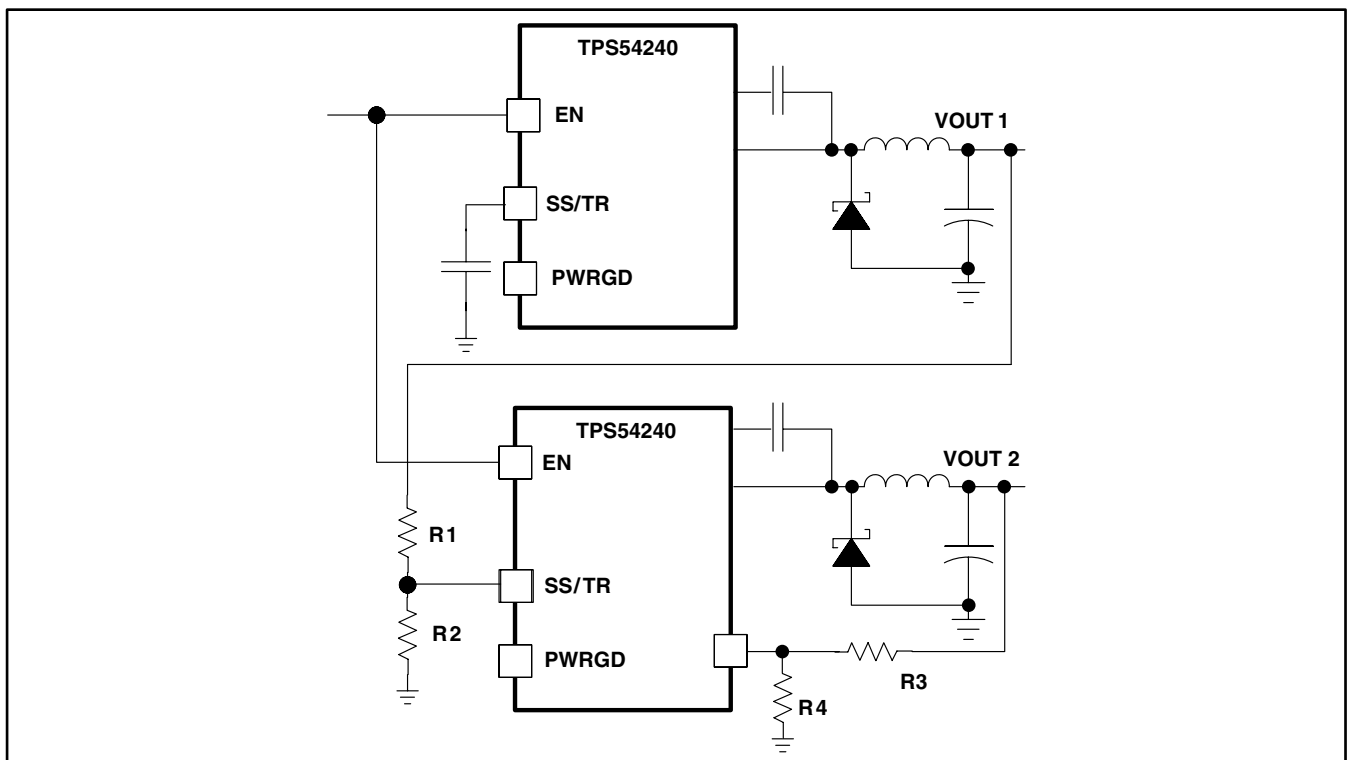 TPS54240
EN
VOUT 1
SS/TR
PWRGD
TPS54240
EN
VOUT 2
R1
SS/TR
R2
PWRGD
R3
R4